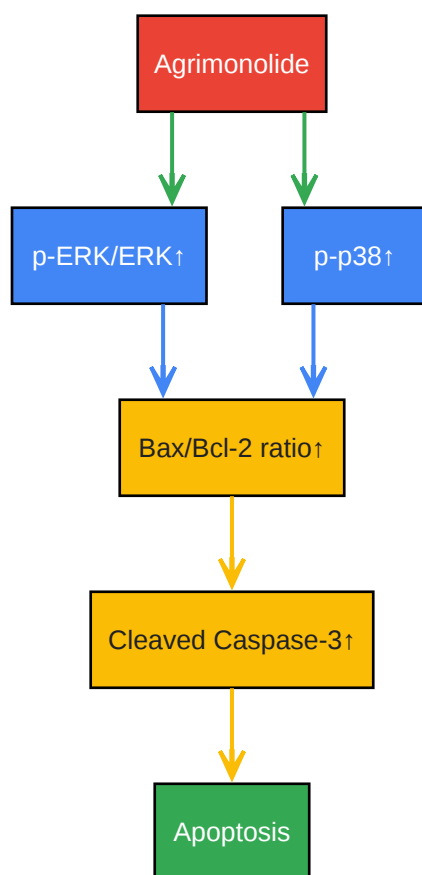 Agrimonolide
p-ERK/ERK↑
p-p38↑
Bax/Bcl-2 ratio↑
Cleaved Caspase-3↑
Apoptosis